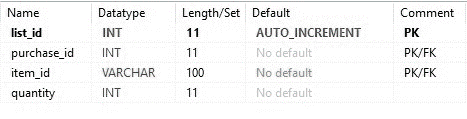 Name Datatype Length/Set Default Comment
list_id INT 11 AUTO_INCREMENT PK
purchase_id INT 11 No default PK/FK
item_id VARCHAR 100 No default PK/FK
quantity INT 11 No default